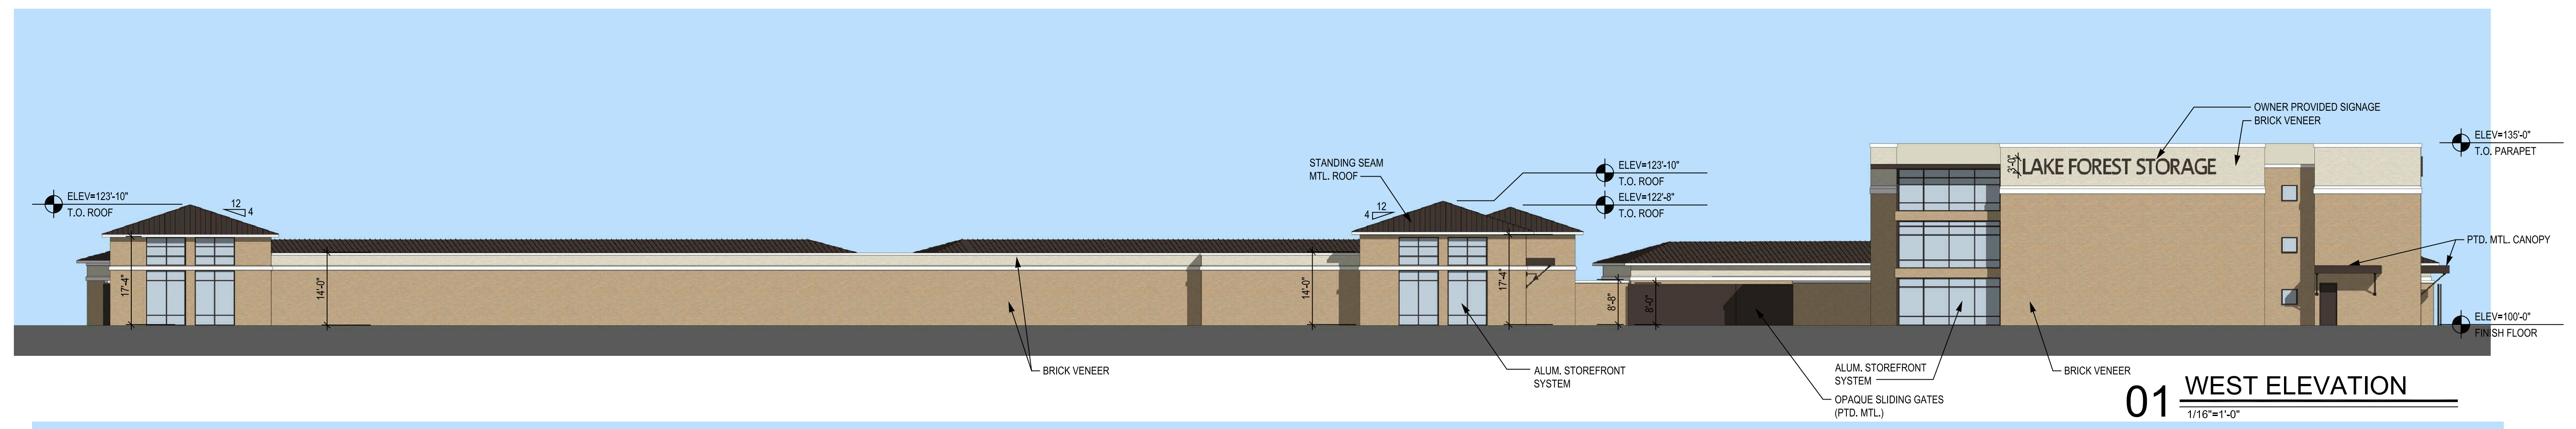 OWNER PROVIDED SIGNAGE
BRICK VENEER
ELEV=135'-0"
T.O. PARAPET
3'-0"
LAKE FOREST STORAGE
STANDING SEAM
MTL. ROOF
ELEV=123'-10"
T.O. ROOF
ELEV=122'-8"
T.O. ROOF
ELEV=123'-10"
T.O. ROOF
12
4
12
4
PTD. MTL. CANOPY
17'-4"
14'-0"
14'-0"
17'-4"
8'-8"
8'-0"
ELEV=100'-0"
FINISH FLOOR
BRICK VENEER
ALUM. STOREFRONT
SYSTEM
ALUM. STOREFRONT
SYSTEM
BRICK VENEER
OPAQUE SLIDING GATES
(PTD. MTL.)
01
WEST ELEVATION
1/16"=1'-0"